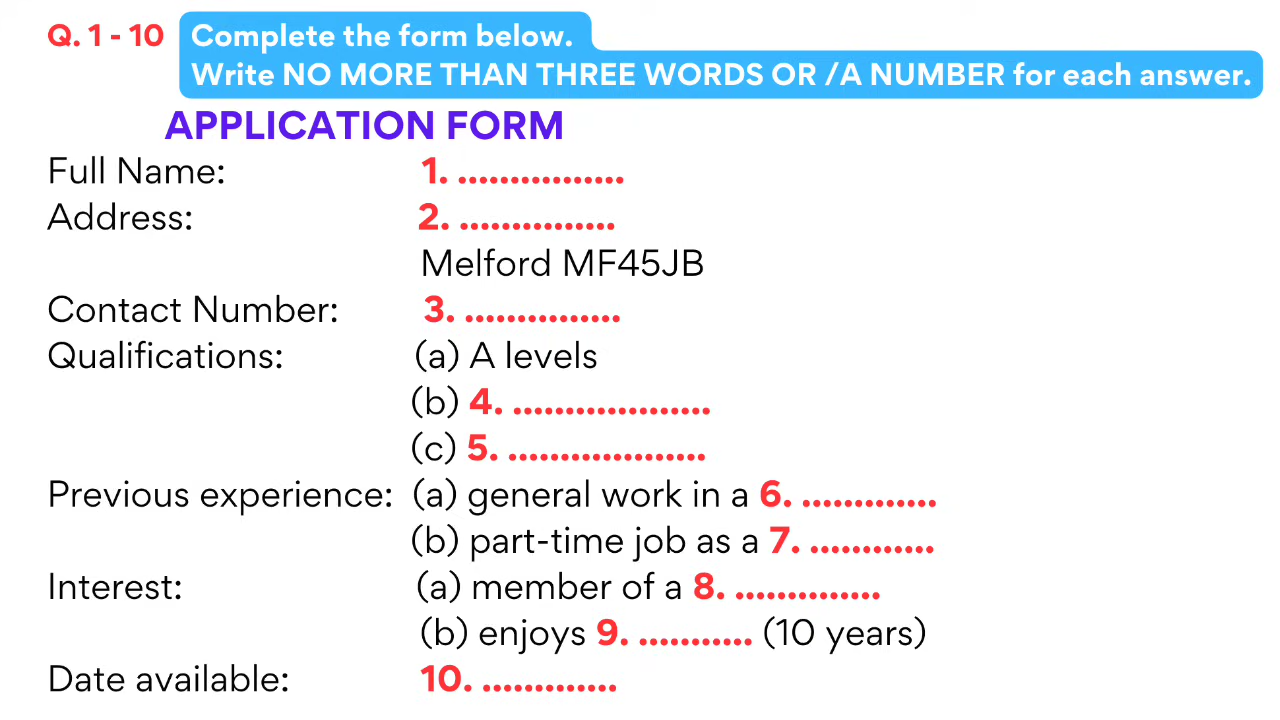 Q. 1 - 10 Complete the form below.
Write NO MORE THAN THREE WORDS OR /A NUMBER for each answer.
APPLICATION FORM
Full Name: 1. ................
Address: 2. ...............
Melford MF45JB
Contact Number: 3. ...............
Qualifications: (a) A levels
(b) 4. ...................
(c) 5. ...................
Previous experience: (a) general work in a 6. .............
(b) part-time job as a 7. ............
Interest: (a) member of a 8. ..............
(b) enjoys 9. ........... (10 years)
Date available: 10. .............